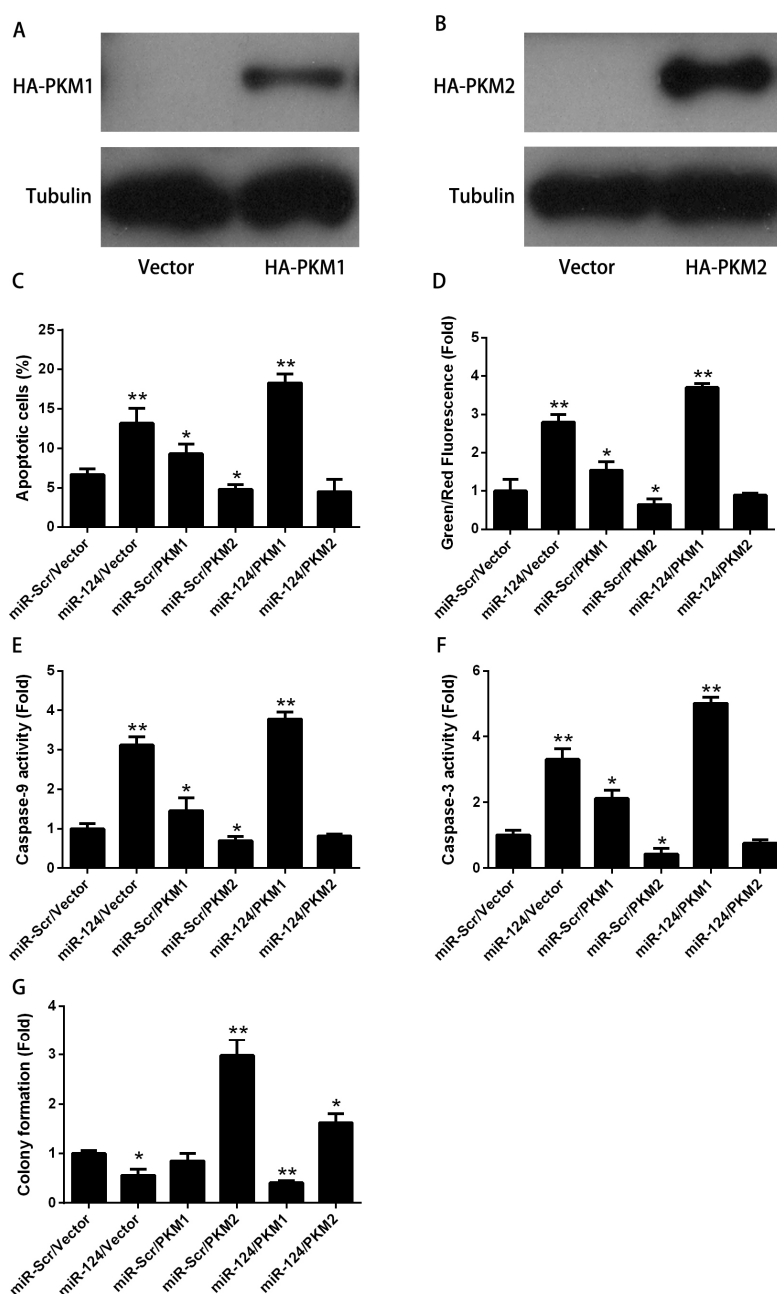 A
HA-PKM1
Tubulin
Vector HA-PKM1
B
HA-PKM2
Tubulin
Vector HA-PKM2
C
Apoptotic cells (%)
25
20
15
10
5
0
**
*
*
**
miR-Scr/Vector
miR-124/Vector
miR-Scr/PKM1
miR-Scr/PKM2
miR-124/PKM1
miR-124/PKM2
D
Green/Red Fluorescence (Fold)
5
4
3
2
1
0
**
*
*
**
miR-Scr/Vector
miR-124/Vector
miR-Scr/PKM1
miR-Scr/PKM2
miR-124/PKM1
miR-124/PKM2
E
Caspase-9 activity (Fold)
5
4
3
2
1
0
**
*
*
**
miR-Scr/Vector
miR-124/Vector
miR-Scr/PKM1
miR-Scr/PKM2
miR-124/PKM1
miR-124/PKM2
F
Caspase-3 activity (Fold)
6
4
2
0
**
*
*
**
miR-Scr/Vector
miR-124/Vector
miR-Scr/PKM1
miR-Scr/PKM2
miR-124/PKM1
miR-124/PKM2
G
Colony formation (Fold)
4
3
2
1
0
*
**
**
*
miR-Scr/Vector
miR-124/Vector
miR-Scr/PKM1
miR-Scr/PKM2
miR-124/PKM1
miR-124/PKM2